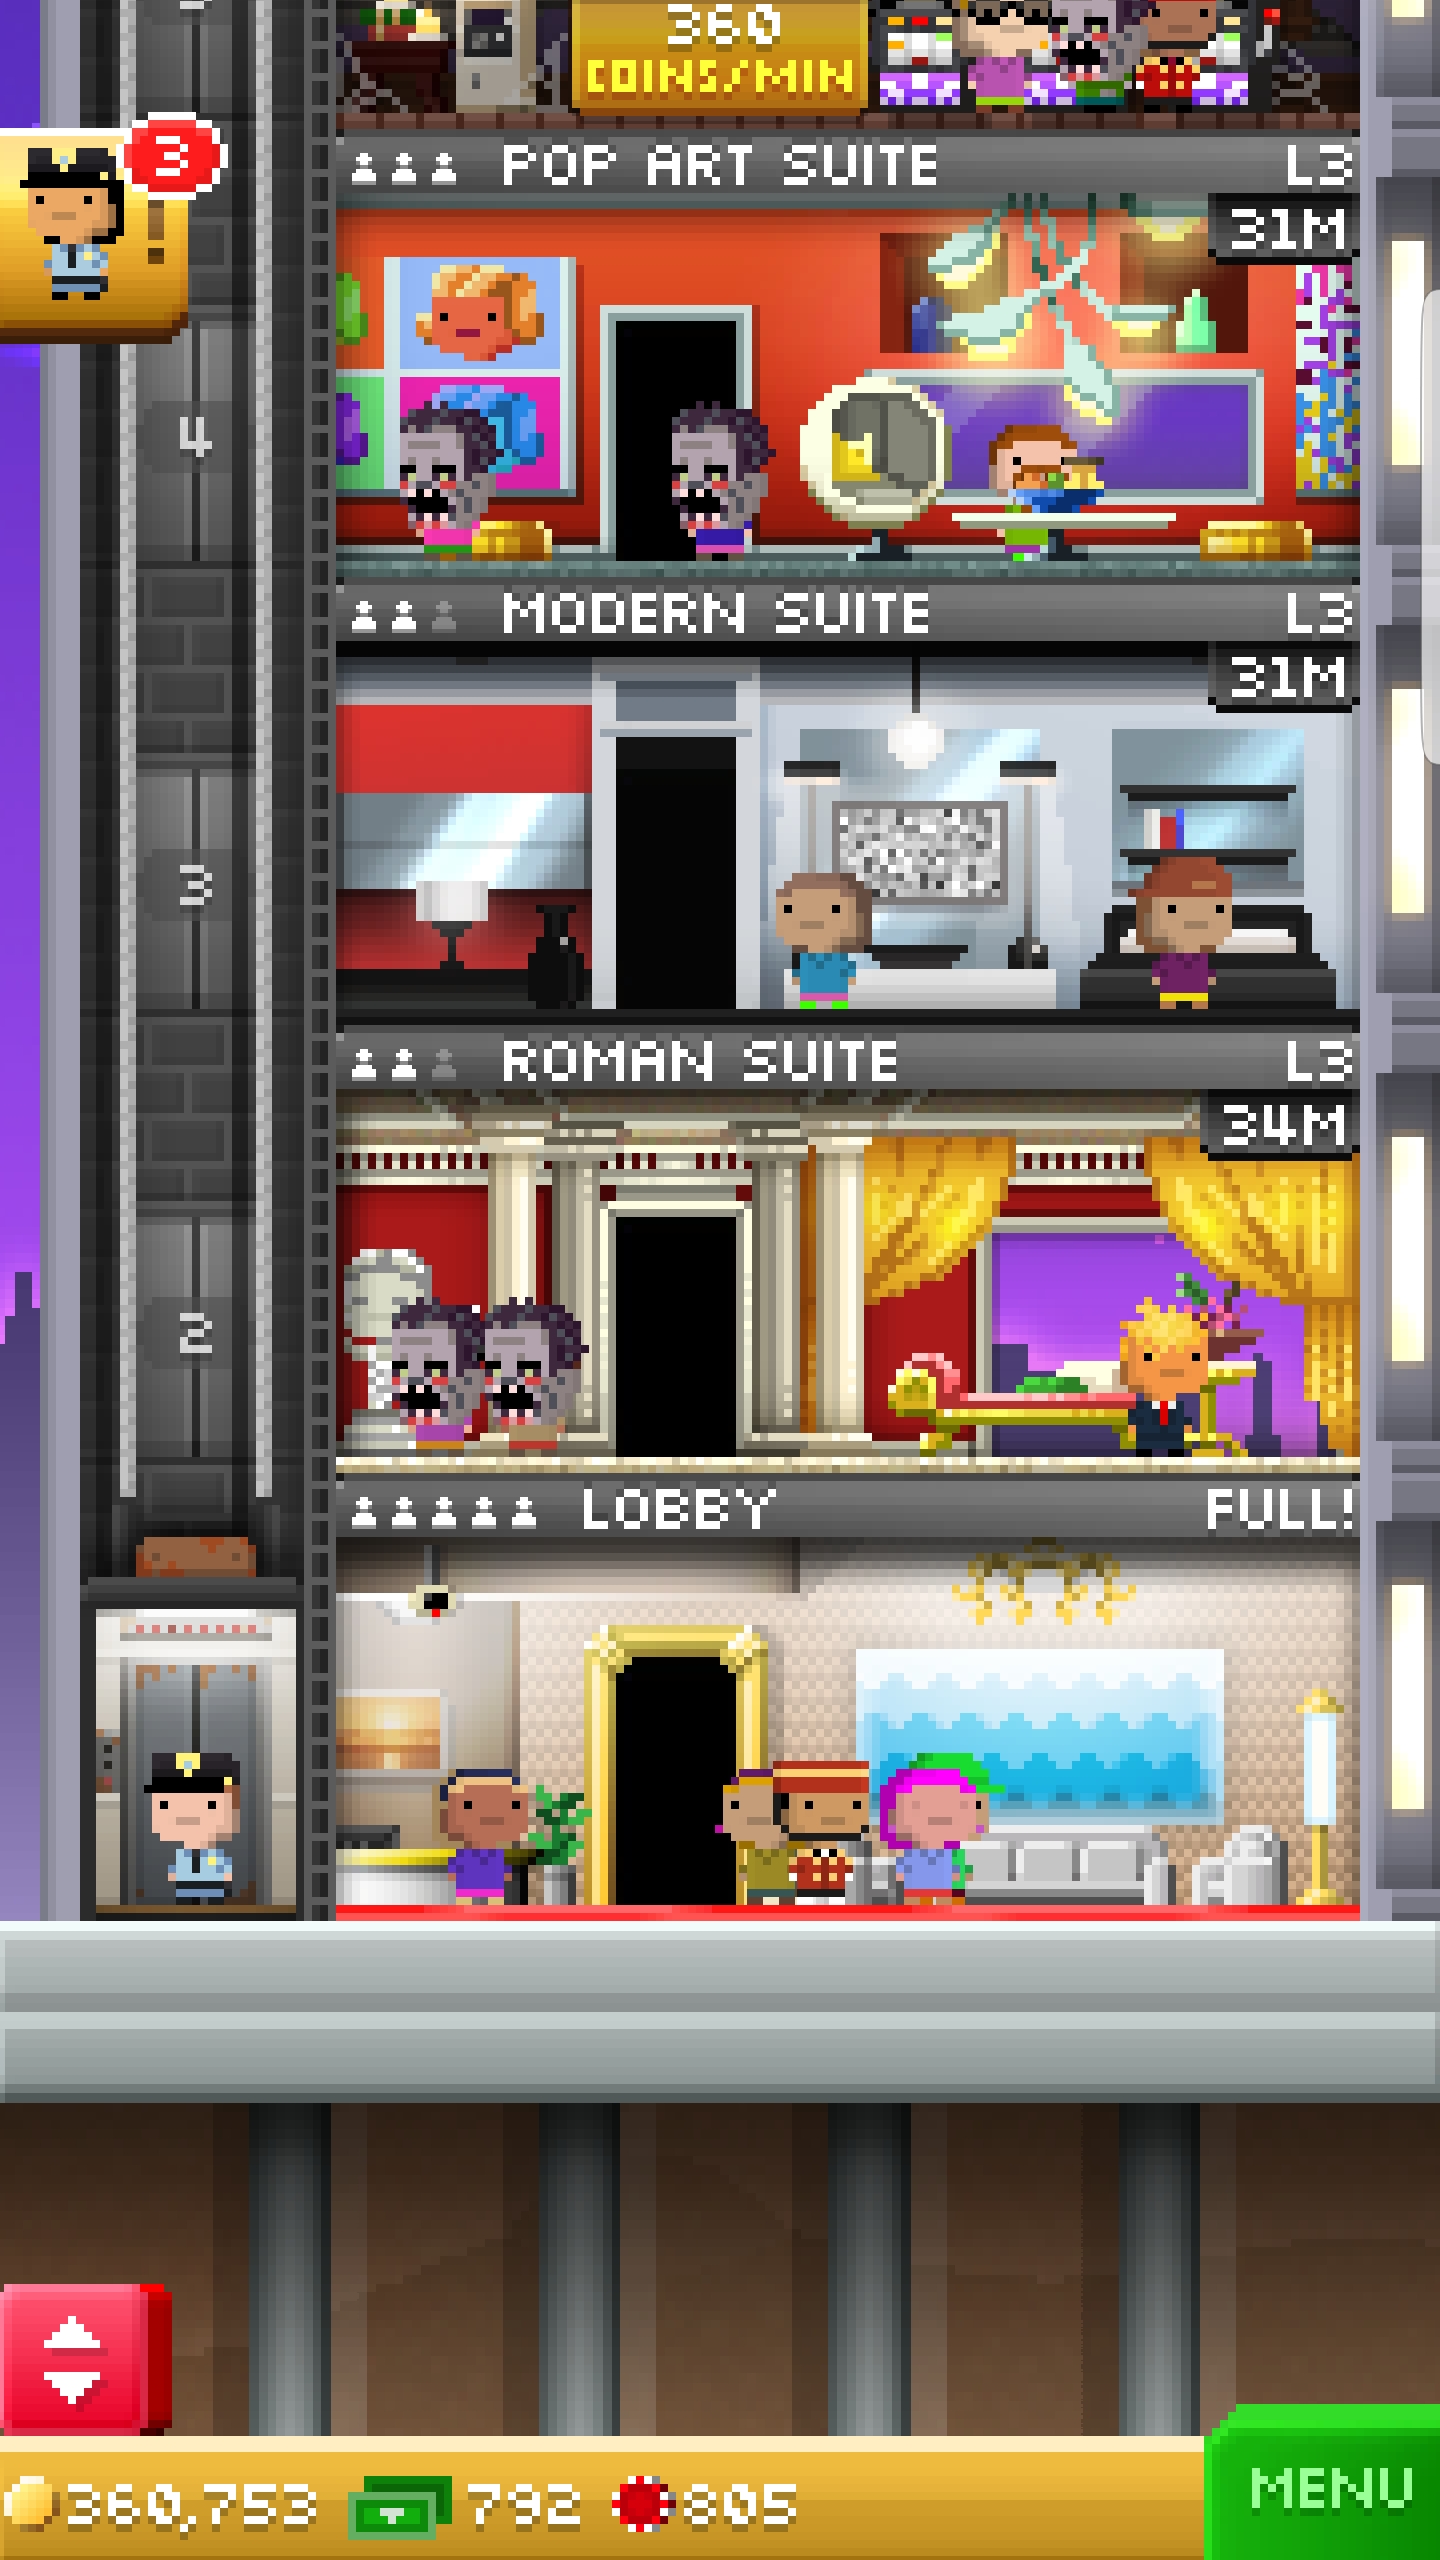 360
COINS/MIN
3
!
POP ART SUITE L3
31M
4
MODERN SUITE L3
31M
3
ROMAN SUITE L3
34M
2
LOBBY FULL!
360,753 792 805
MENU